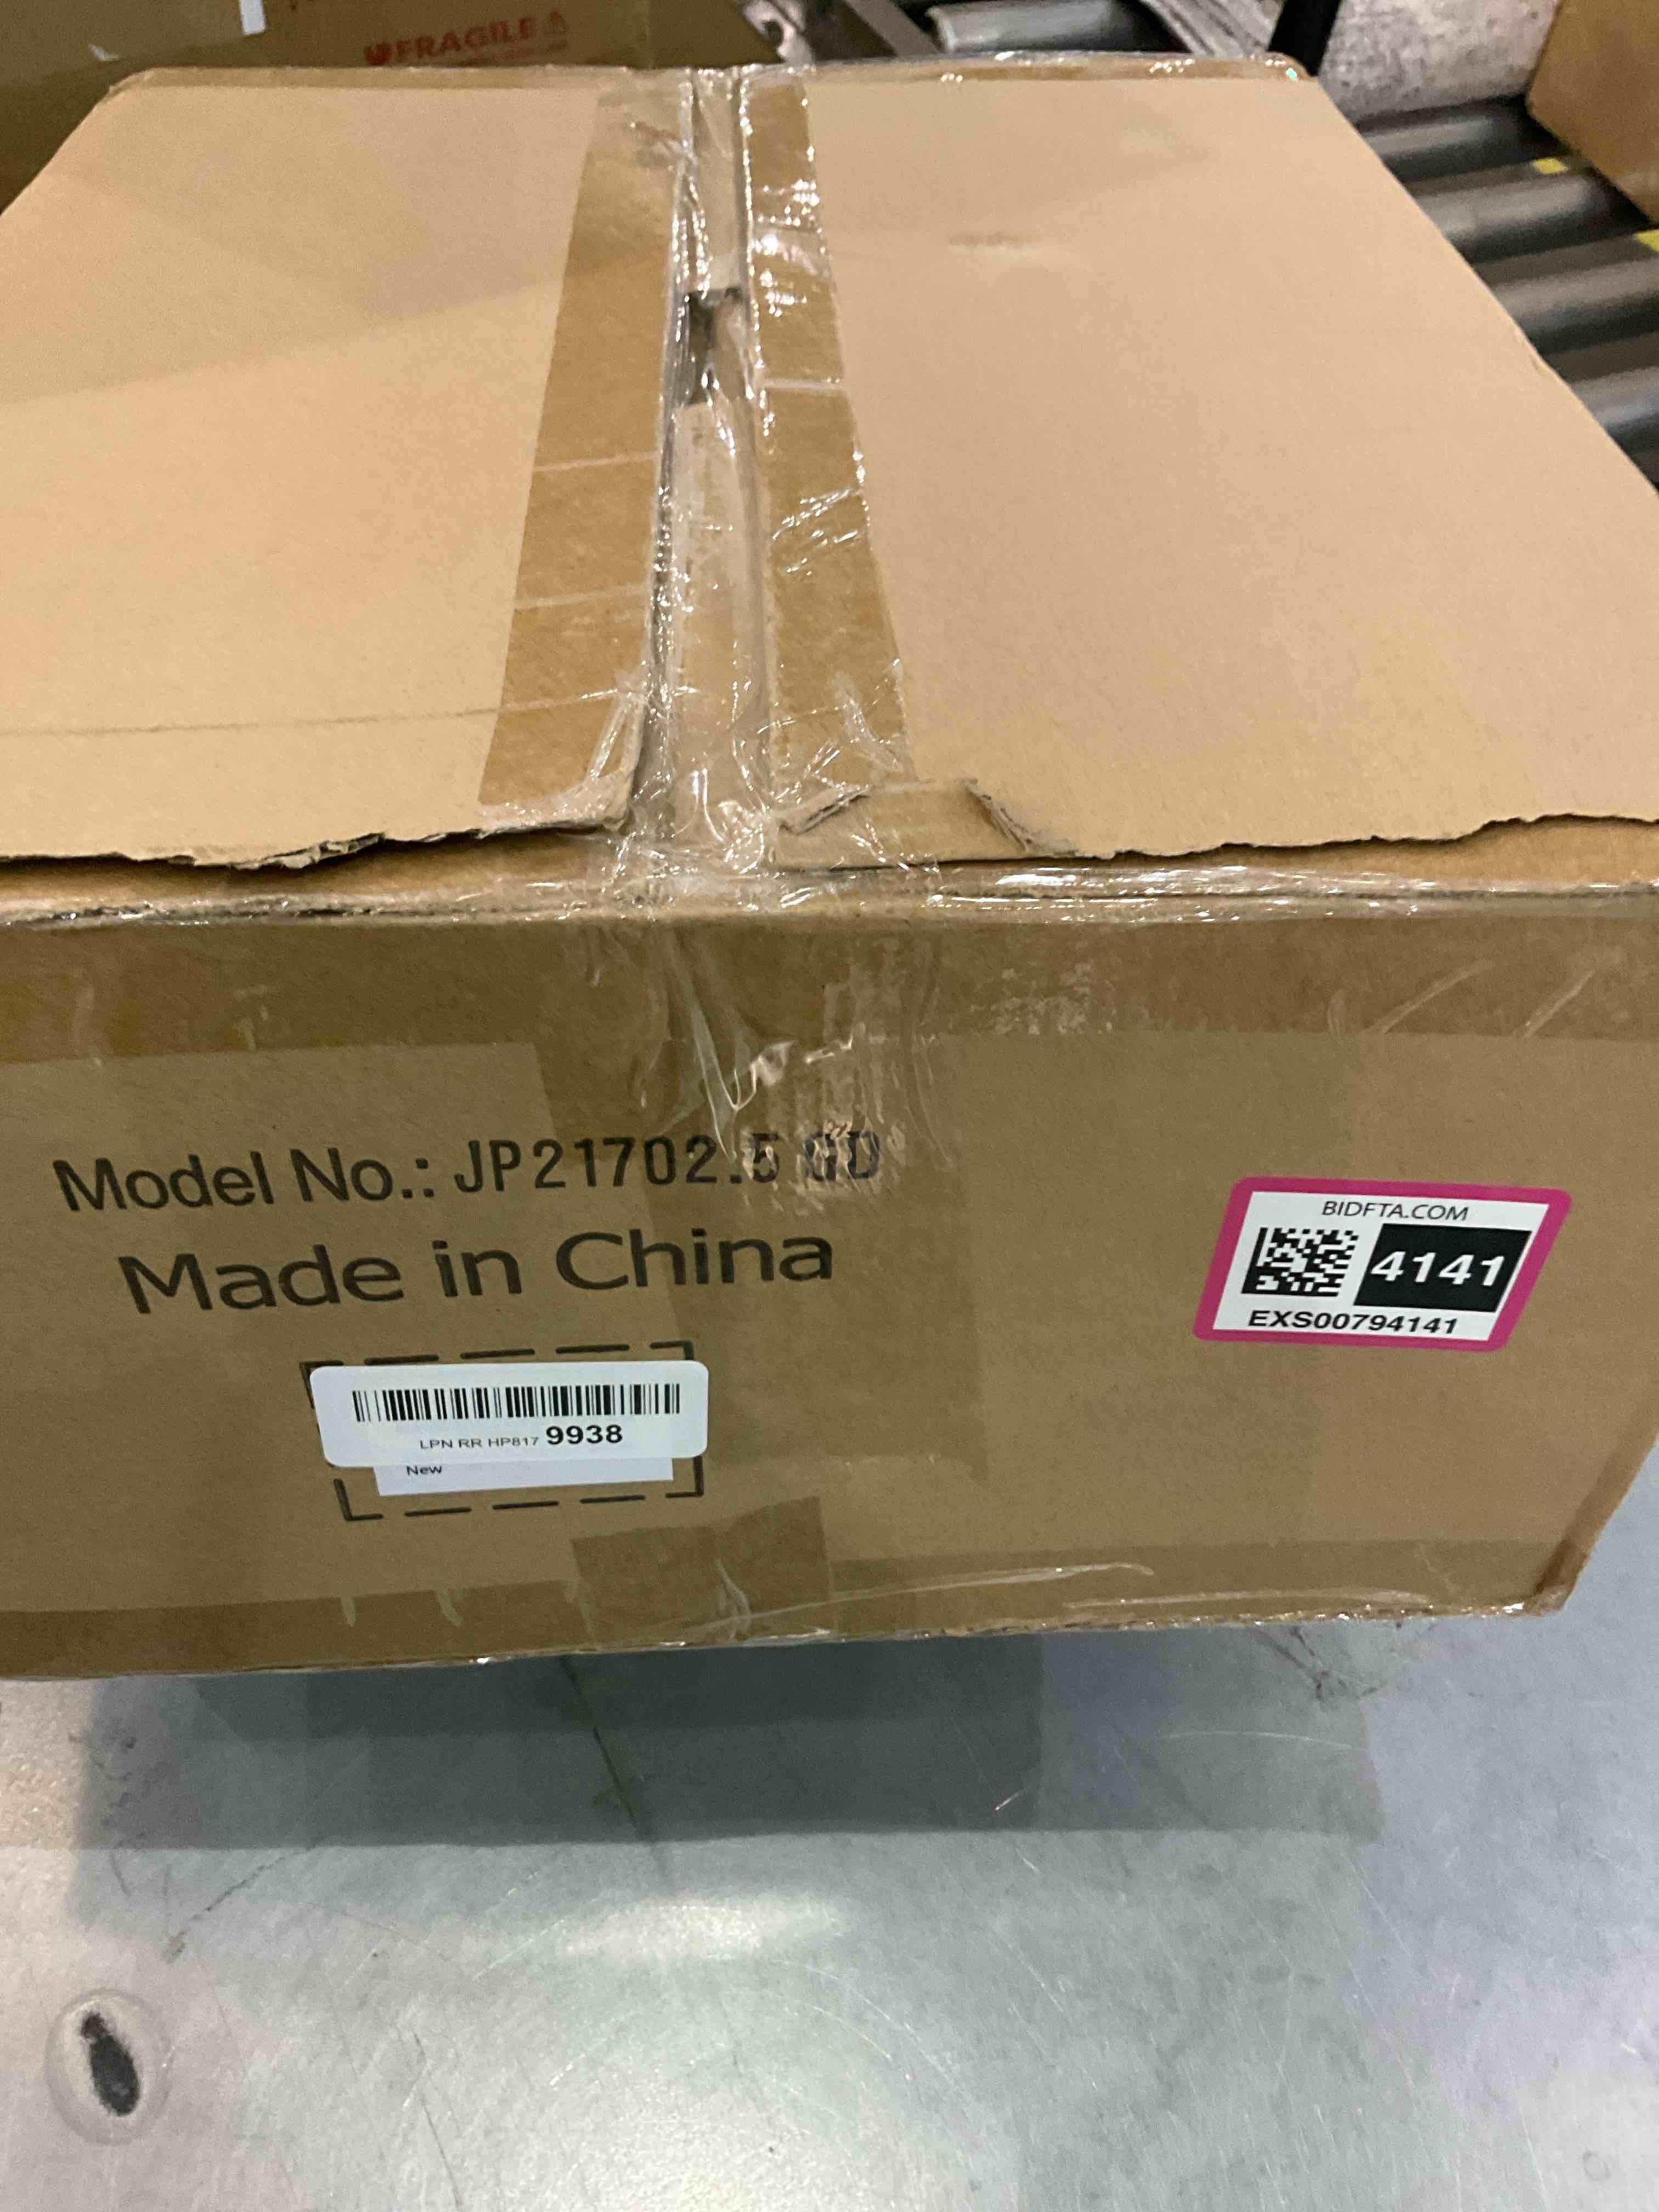 FRAGILE
Model No.: JP21702.5 GD
Made in China
BIDFTA.COM
4141
EXS00794141
LPN RR HP817 9938
New